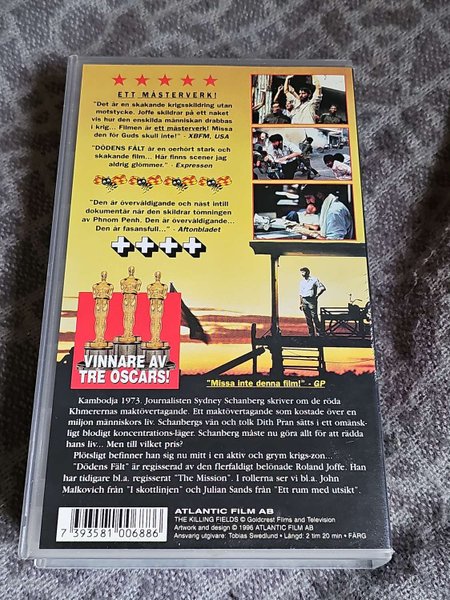 ETT MÄSTERVERK!
"Det är en skakande krigsskildring utan
motstycke. Joffe skildrar på ett naket
vis hur den enskilda människan drabbas
i krig... Filmen är ett mästerverk! Missa
den för Guds skull inte!" - XBFM, USA
"DÖDENS FÄLT är en oerhört stark och
skakande film... Här finns scener jag
aldrig glömmer." - Expressen
"Den är överväldigande och näst intill
dokumentär när den skildrar tömningen
av Phnom Penh. Den är överväldigande...
Den är fasansfull..." - Aftonbladet
VINNARE AV
TRE OSCARS!
"Missa inte denna film!" - GP
Kambodja 1973. Journalisten Sydney Schanberg skriver om de röda
Khmerernas maktövertagande. Ett maktövertagande som kostade över en
miljon människors liv. Schanbergs vän och tolk Dith Pran sätts i ett omänsk-
ligt blodigt koncentrations-läger. Schanberg måste nu göra allt för att rädda
hans liv... Men till vilket pris?
Plötsligt befinner han sig nu mitt i en aktiv och grym krigs-zon...
"Dödens Fält" är regisserad av den flerfaldigt belönade Roland Joffe. Han
har tidigare bl.a. regisserat "The Mission". I rollerna ser vi bl.a. John
Malkovich från "I skottlinjen" och Julian Sands från "Ett rum med utsikt".
ATLANTIC FILM AB
THE KILLING FIELDS © Goldcrest Films and Television
Artwork and design © 1996 ATLANTIC FILM AB
Ansvarig utgivare: Tobias Swedlund • Längd: 2 tim 20 min • FÄRG
7 393581 006886